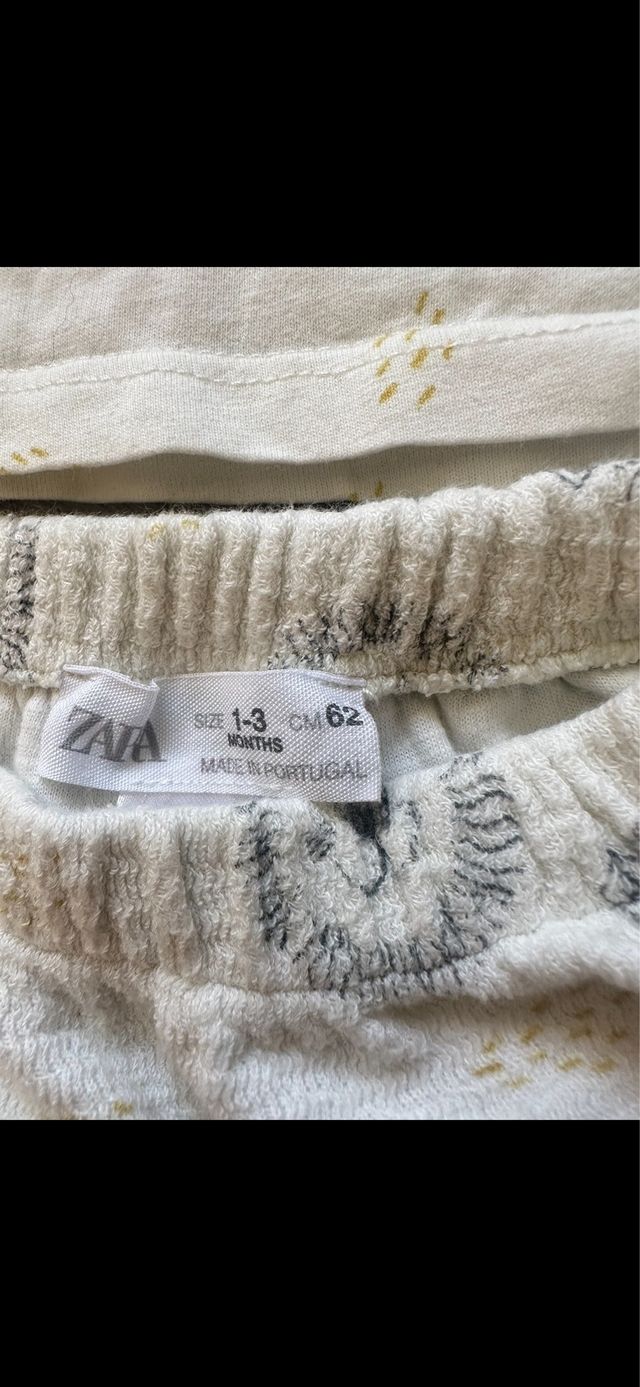 ZARA
SIZE 1-3 CM 62
MONTHS
MADE IN PORTUGAL